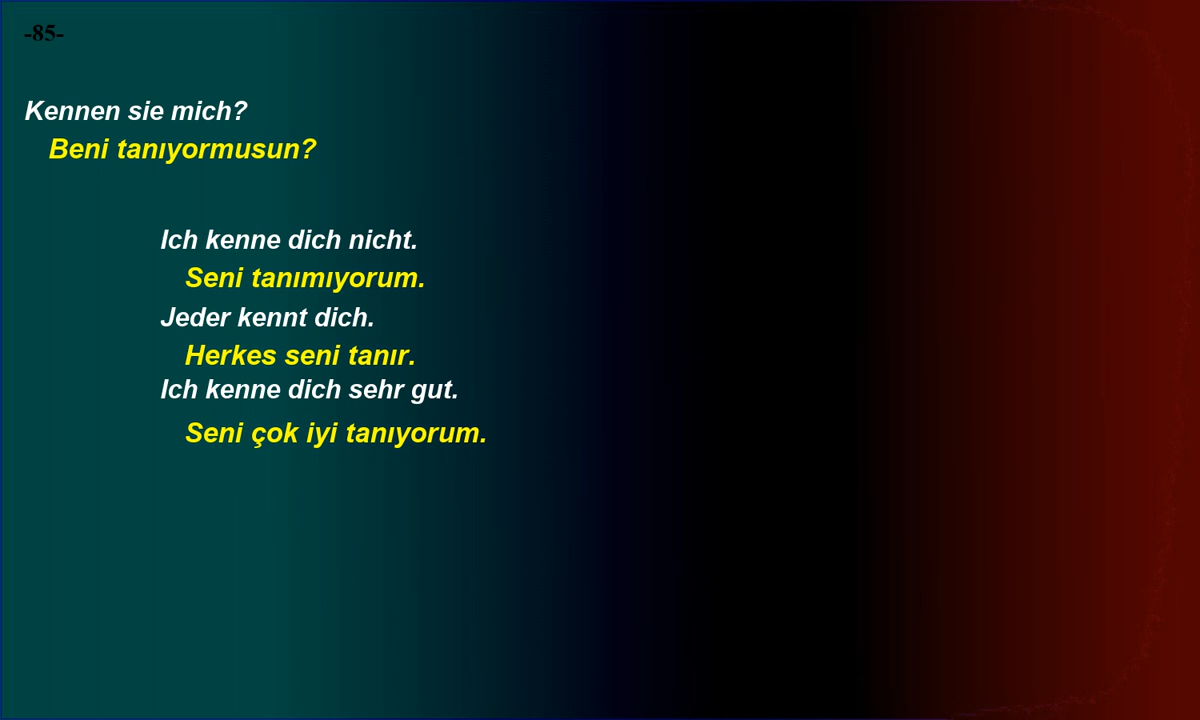 -85-
Kennen sie mich?
Beni tanıyormusun?
Ich kenne dich nicht.
Seni tanımıyorum.
Jeder kennt dich.
Herkes seni tanır.
Ich kenne dich sehr gut.
Seni çok iyi tanıyorum.